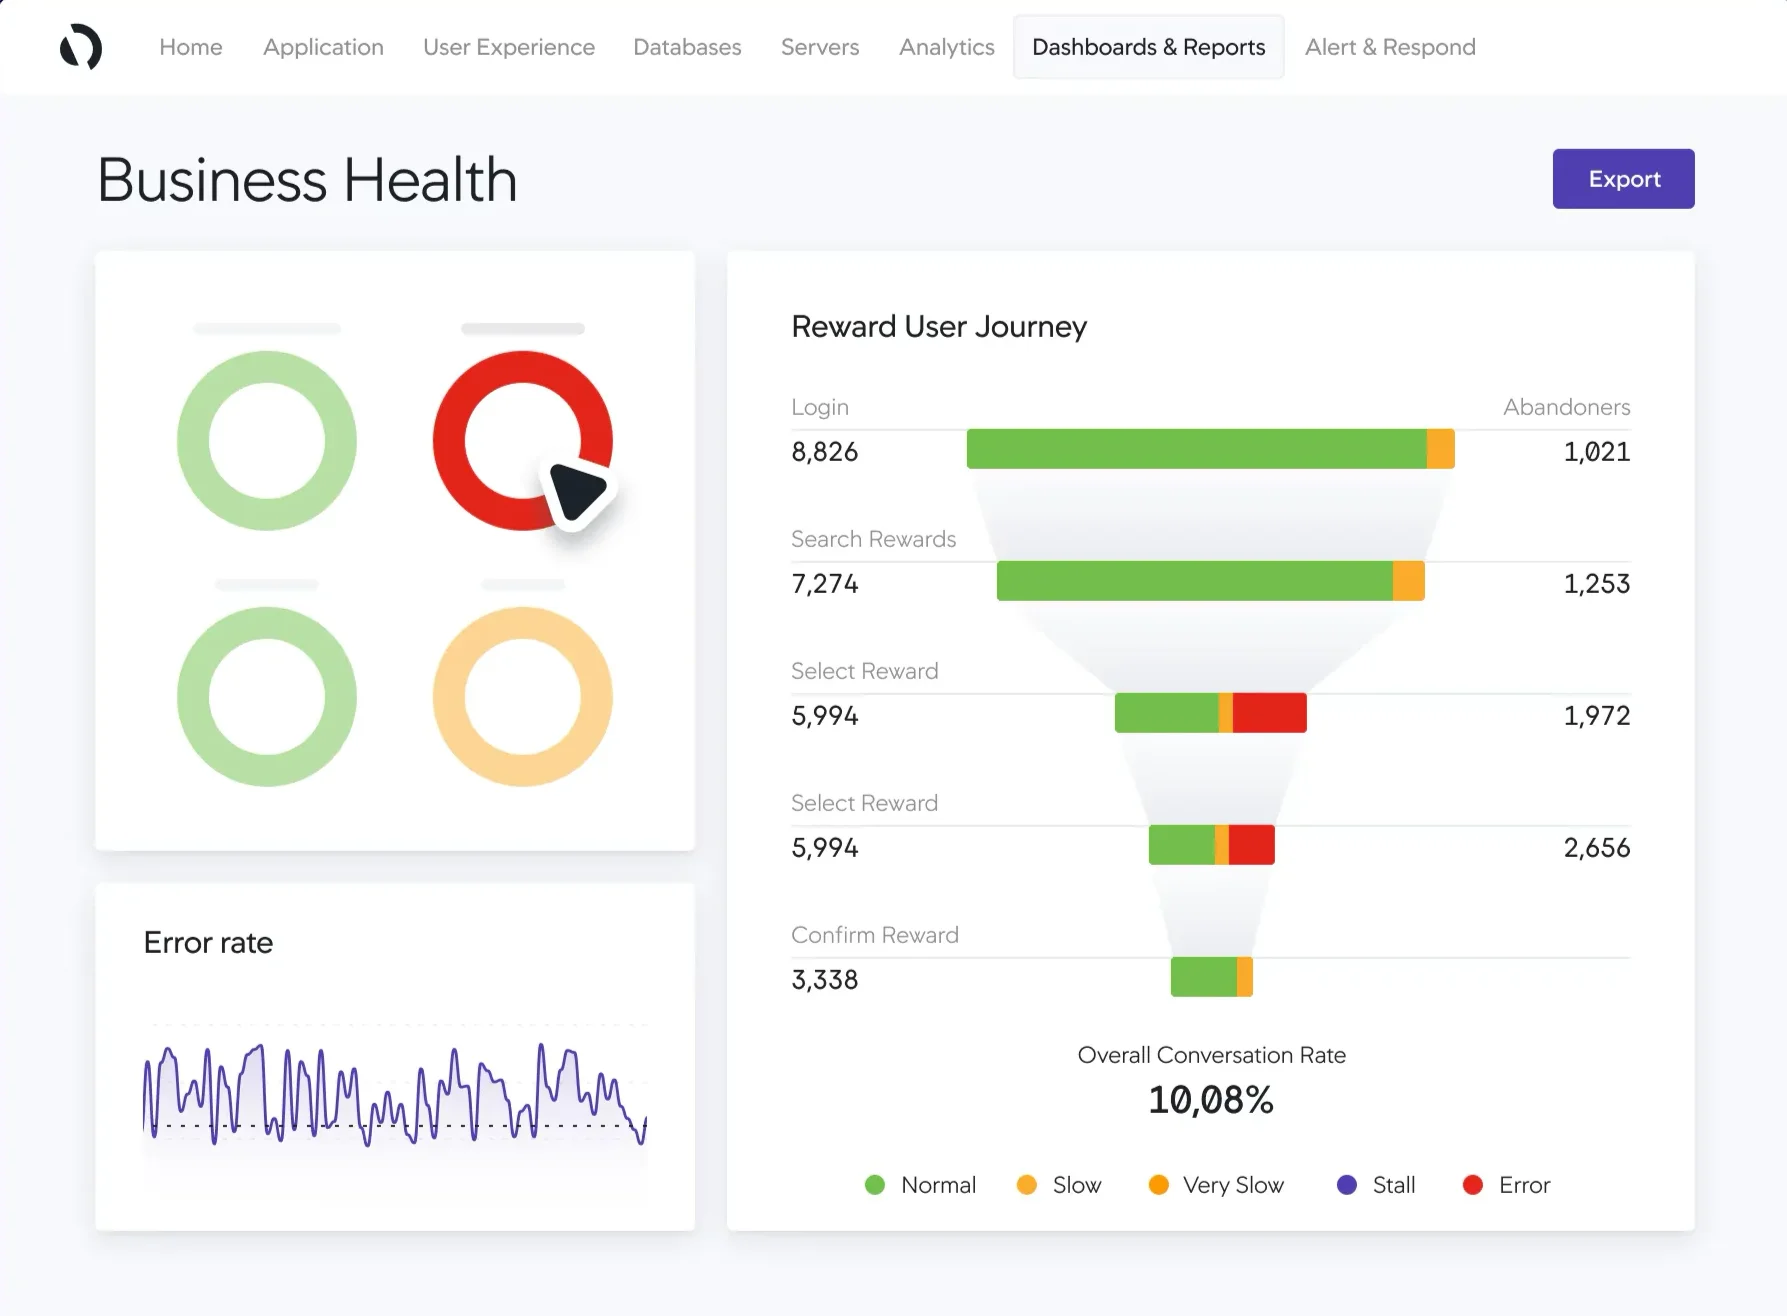 Home Application User Experience Databases Servers Analytics Dashboards & Reports Alert & Respond
Business Health
Export
Reward User Journey
Login Abandoners
8,826 1,021
Search Rewards
7,274 1,253
Select Reward
5,994 1,972
Select Reward
5,994 2,656
Confirm Reward
3,338
Overall Conversation Rate
10,08%
Normal Slow Very Slow Stall Error
Error rate